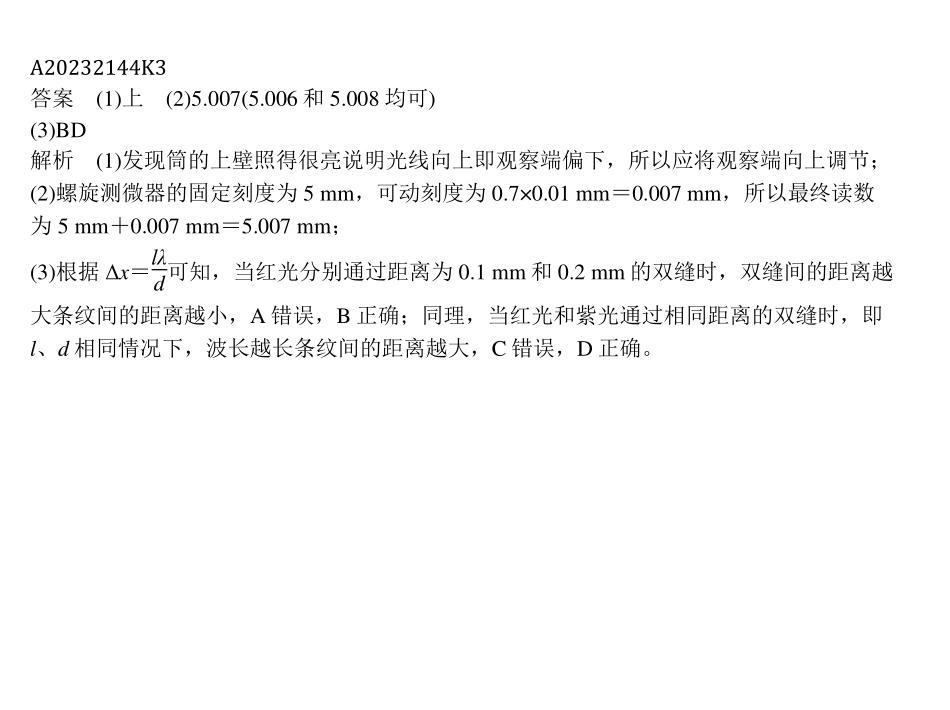 A20232144K3
答案 (1)上 (2)5.007(5.006 和 5.008 均可)
(3)BD
解析 (1)发现筒的上壁照得很亮说明光线向上即观察端偏下，所以应将观察端向上调节；
(2)螺旋测微器的固定刻度为 5 mm，可动刻度为 0.7×0.01 mm＝0.007 mm，所以最终读数
为 5 mm＋0.007 mm＝5.007 mm；
(3)根据 Δx＝lλ/d可知，当红光分别通过距离为 0.1 mm 和 0.2 mm 的双缝时，双缝间的距离越
大条纹间的距离越小，A 错误，B 正确；同理，当红光和紫光通过相同距离的双缝时，即
l、d 相同情况下，波长越长条纹间的距离越大，C 错误，D 正确。